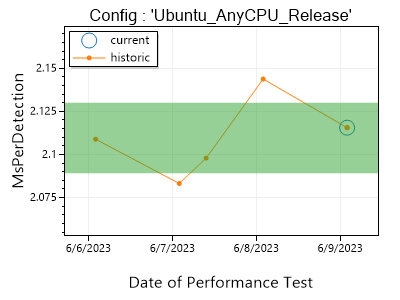 Config : 'Ubuntu_AnyCPU_Release'
current
historic
MsPerDetection
2.15
2.125
2.1
2.075
6/6/2023 6/7/2023 6/8/2023 6/9/2023
Date of Performance Test